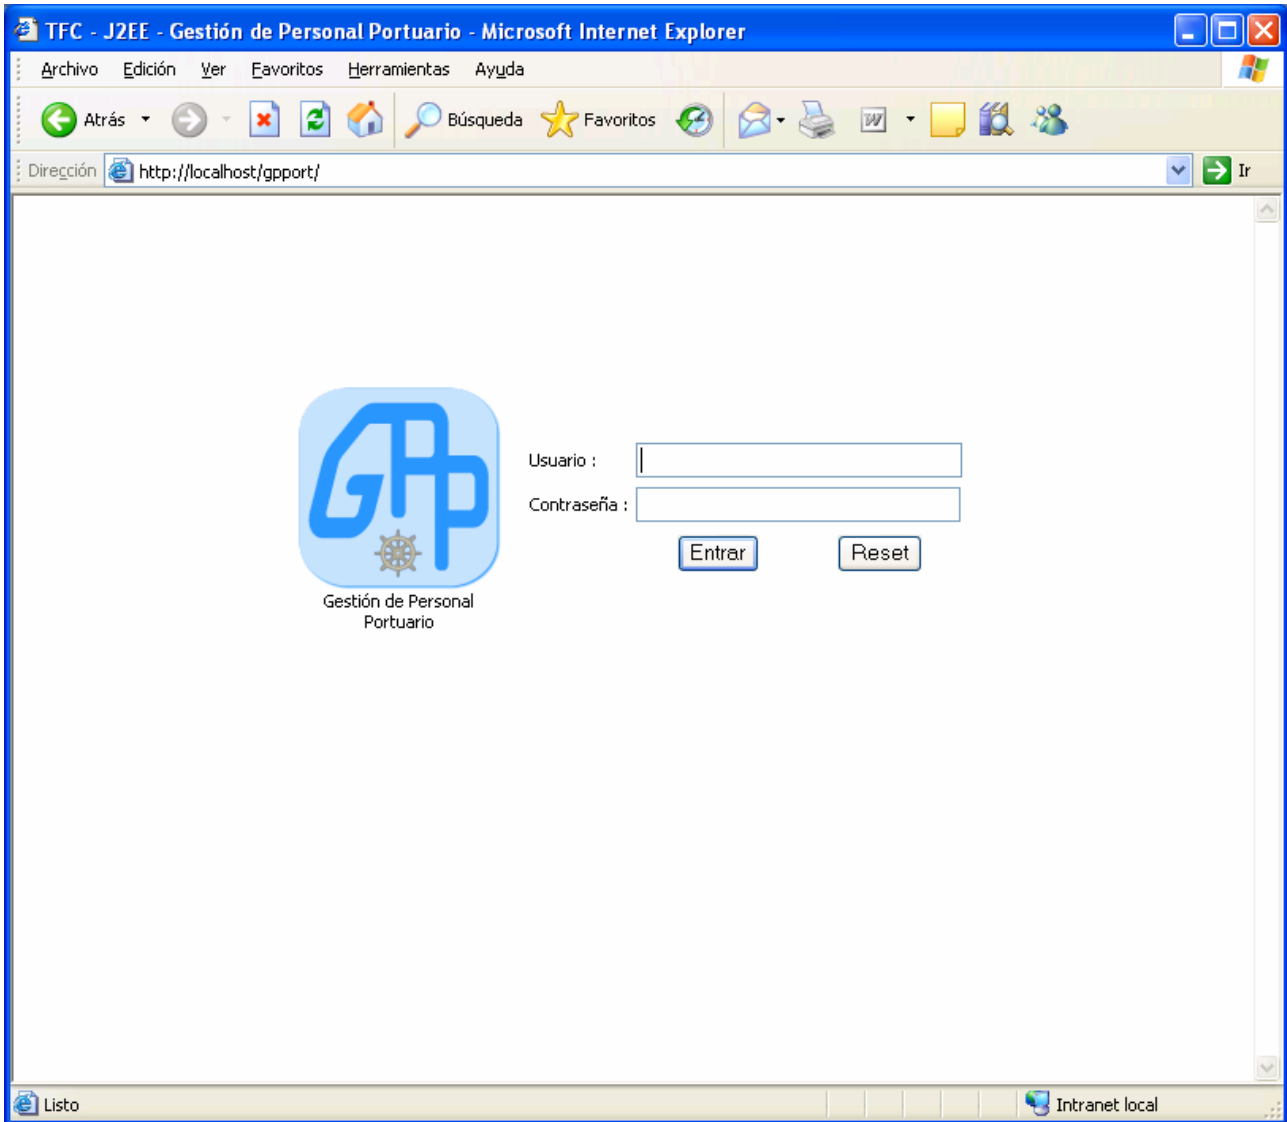 TFC - J2EE - Gestión de Personal Portuario - Microsoft Internet Explorer
Archivo Edición Ver Favoritos Herramientas Ayuda
Atrás Búsqueda Favoritos W
Dirección http://localhost/gpport/ Ir
GPP
Usuario :
Contraseña :
Entrar Reset
Gestión de Personal
Portuario
Listo Intranet local